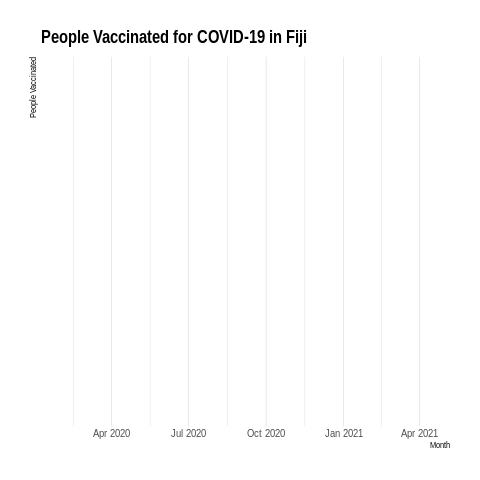 People Vaccinated for COVID-19 in Fiji
People Vaccinated
Apr 2020 Jul 2020 Oct 2020 Jan 2021 Apr 2021
Month